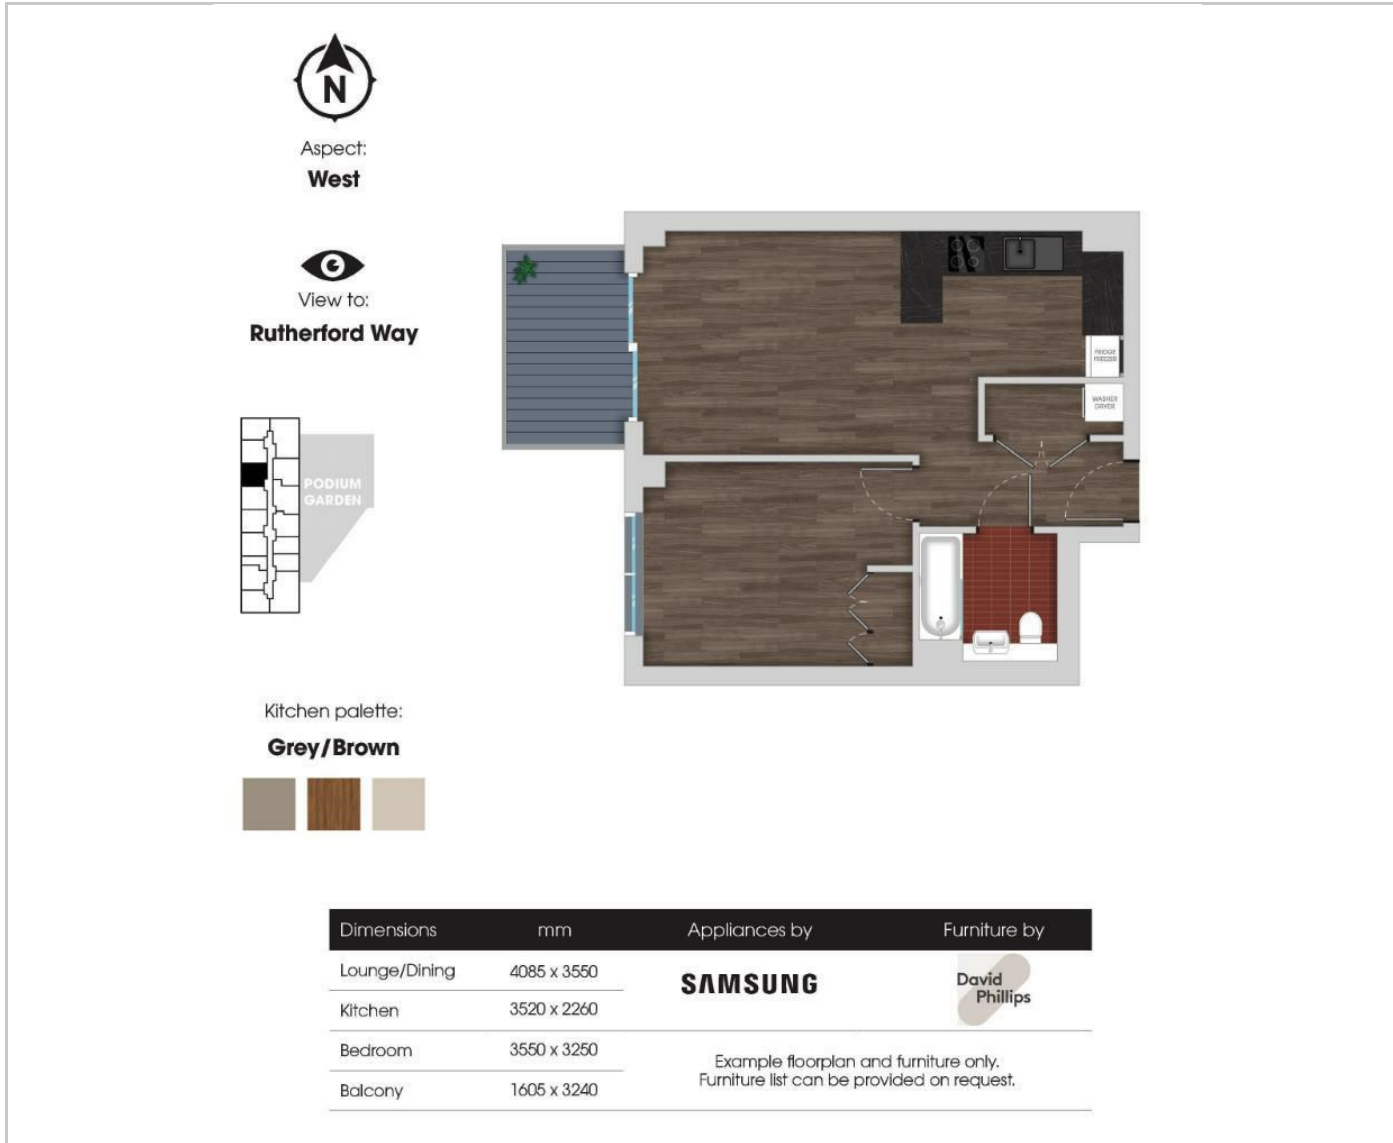 N
Aspect:
West
View to:
Rutherford Way
PODIUM
GARDEN
FRIDGE
FREEZER
WASHER
DRYER
Kitchen palette:
Grey/Brown
Dimensions mm Appliances by Furniture by
Lounge/Dining 4085 x 3550
Kitchen 3520 x 2260
Bedroom 3550 x 3250
Balcony 1605 x 3240
SAMSUNG
David
Phillips
Example floorplan and furniture only.
Furniture list can be provided on request.